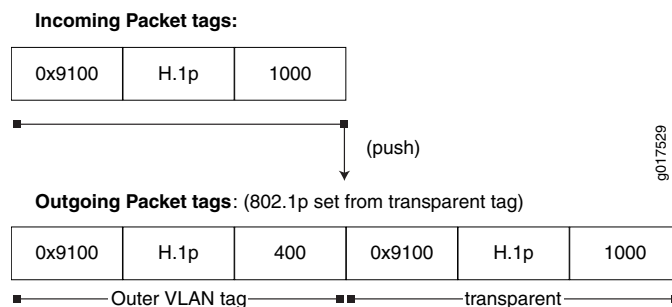 Incoming Packet tags:
0x9100 H.1p 1000
(push)
g017529
Outgoing Packet tags: (802.1p set from transparent tag)
0x9100 H.1p 400 0x9100 H.1p 1000
Outer VLAN tag transparent